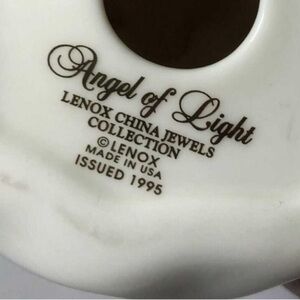 Angel of Light
LENOX CHINA JEWELS
COLLECTION
© LENOX
MADE IN USA
ISSUED 1995